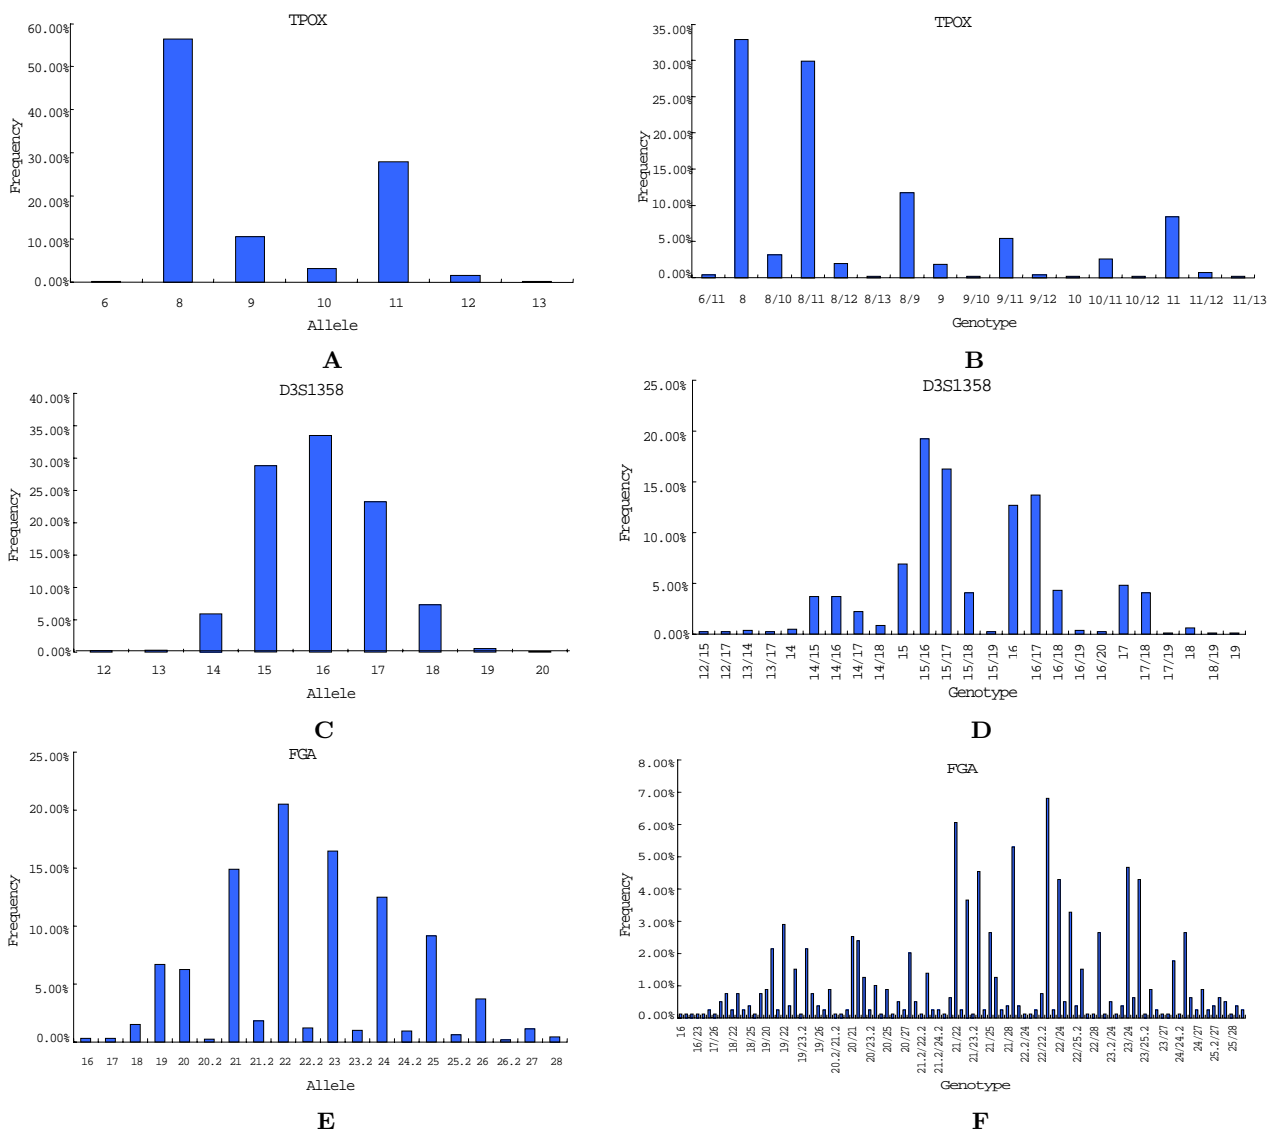 TPOX
60.00%
50.00%
40.00%
30.00%
20.00%
10.00%
0.00%
Frequency
6 8 9 10 11 12 13
Allele
A
TPOX
35.00%
30.00%
25.00%
20.00%
15.00%
10.00%
5.00%
0.00%
Frequency
6/11 8 8/10 8/11 8/12 8/13 8/9 9 9/10 9/11 9/12 10 10/11 10/12 11 11/12 11/13
Genotype
B
D3S1358
40.00%
35.00%
30.00%
25.00%
20.00%
15.00%
10.00%
5.00%
0.00%
Frequency
12 13 14 15 16 17 18 19 20
Allele
C
D3S1358
25.00%
20.00%
15.00%
10.00%
5.00%
0.00%
Frequency
12/15 12/17 13/14 13/17 14 14/15 14/16 14/17 14/18 15 15/16 15/17 15/18 15/19 16 16/17 16/18 16/19 16/20 17 17/18 17/19 18 18/19 19
Genotype
D
FGA
25.00%
20.00%
15.00%
10.00%
5.00%
0.00%
Frequency
16 17 18 19 20 20.2 21 21.2 22 22.2 23 23.2 24 24.2 25 25.2 26 26.2 27 28
Allele
E
FGA
8.00%
7.00%
6.00%
5.00%
4.00%
3.00%
2.00%
1.00%
0.00%
Frequency
16 16/23 17/26 18/22 18/25 19/20 19/22 19/23.2 19/26 20.2/21.2 20/21 20/23.2 20/25 20/27 21.2/22.2 21.2/24.2 21/22 21/23.2 21/25 21/28 22.2/24 22/22.2 22/24 22/25.2 22/28 23.2/24 23/24 23/25.2 23/27 24/24.2 24/27 25.2/27 25/28
Genotype
F